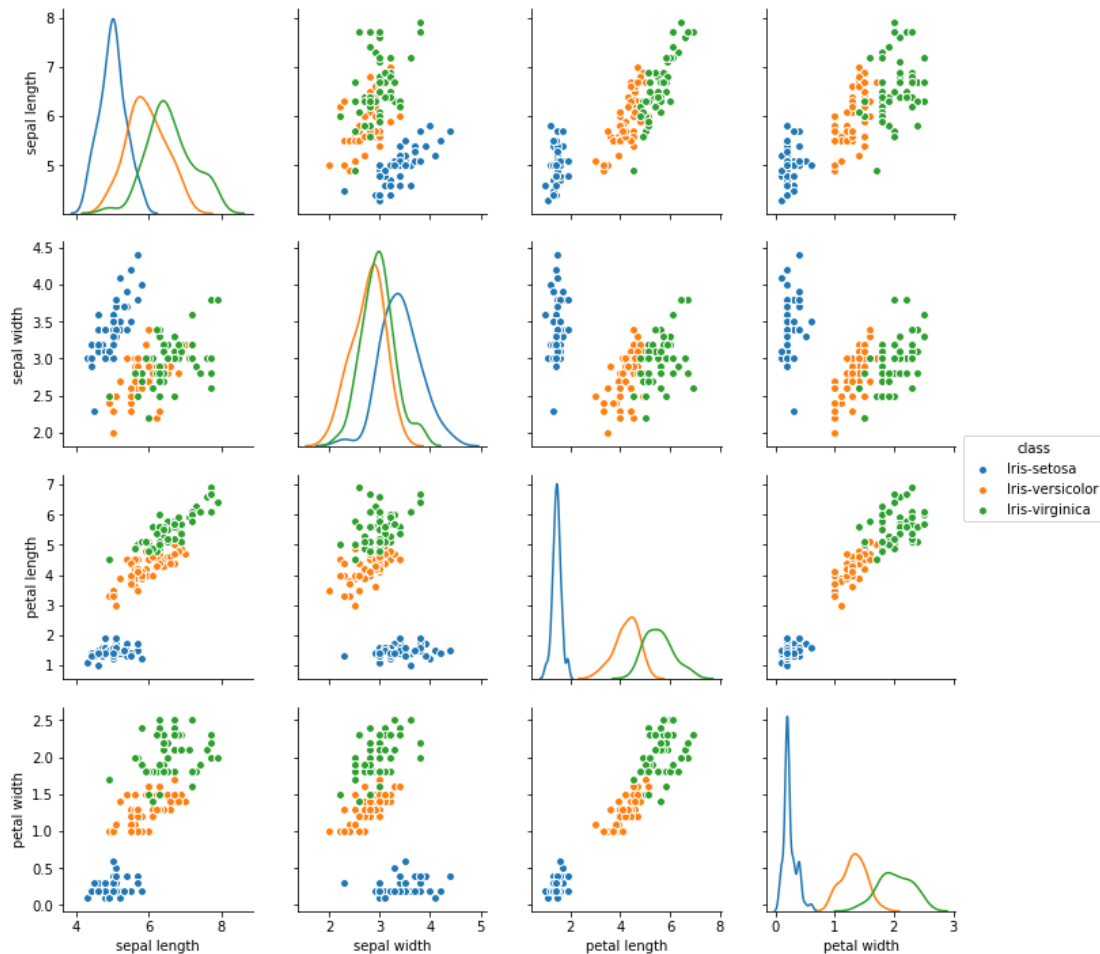 8
7
6
5
sepal length
4
6
8
4.5
4.0
3.5
3.0
2.5
2.0
sepal width
class
Iris-setosa
Iris-versicolor
Iris-virginica
7
6
5
4
3
2
1
petal length
2.5
2.0
1.5
1.0
0.5
0.0
petal width
4 6 8
2 3 4 5
2 4 6 8
0 1 2 3
sepal length
sepal width
petal length
petal width